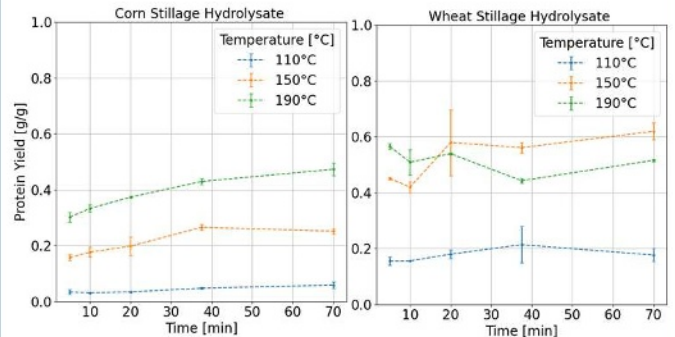 Corn Stillage Hydrolysate
Protein Yield [g/g]
1.0
0.8
0.6
0.4
0.2
0.0
Temperature [°C]
110°C
150°C
190°C
10 20 30 40 50 60 70
Time [min]
Wheat Stillage Hydrolysate
1.0
0.8
0.6
0.4
0.2
0.0
Temperature [°C]
110°C
150°C
190°C
10 20 30 40 50 60 70
Time [min]